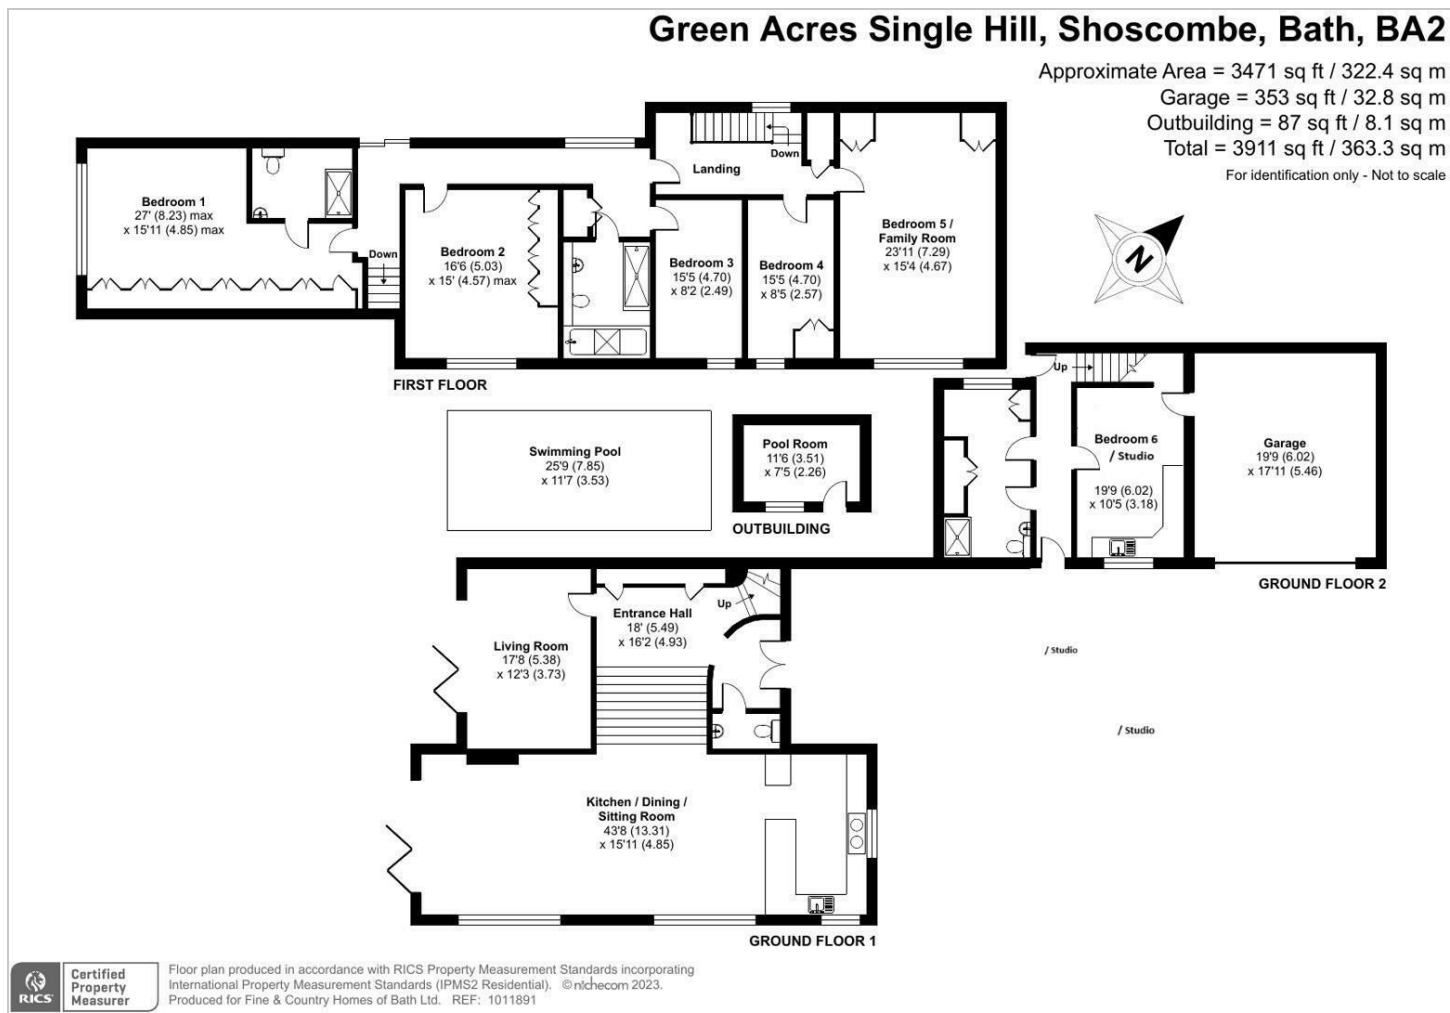 Green Acres Single Hill, Shoscombe, Bath, BA2
Approximate Area = 3471 sq ft / 322.4 sq m
Garage = 353 sq ft / 32.8 sq m
Outbuilding = 87 sq ft / 8.1 sq m
Total = 3911 sq ft / 363.3 sq m
For identification only - Not to scale
N
Bedroom 1
27' (8.23) max
x 15'11 (4.85) max
Down
Bedroom 2
16'6 (5.03)
x 15' (4.57) max
Landing
Down
Bedroom 3
15'5 (4.70)
x 8'2 (2.49)
Bedroom 4
15'5 (4.70)
x 8'5 (2.57)
Bedroom 5 /
Family Room
23'11 (7.29)
x 15'4 (4.67)
FIRST FLOOR
Swimming Pool
25'9 (7.85)
x 11'7 (3.53)
Pool Room
11'6 (3.51)
x 7'5 (2.26)
OUTBUILDING
Up
Bedroom 6
/ Studio
19'9 (6.02)
x 10'5 (3.18)
Garage
19'9 (6.02)
x 17'11 (5.46)
GROUND FLOOR 2
Living Room
17'8 (5.38)
x 12'3 (3.73)
Entrance Hall
18' (5.49)
x 16'2 (4.93)
Up
/ Studio
/ Studio
Kitchen / Dining /
Sitting Room
43'8 (13.31)
x 15'11 (4.85)
GROUND FLOOR 1
RICS
Certified
Property
Measurer
Floor plan produced in accordance with RICS Property Measurement Standards incorporating
International Property Measurement Standards (IPMS2 Residential). © nichecom 2023.
Produced for Fine & Country Homes of Bath Ltd. REF: 1011891